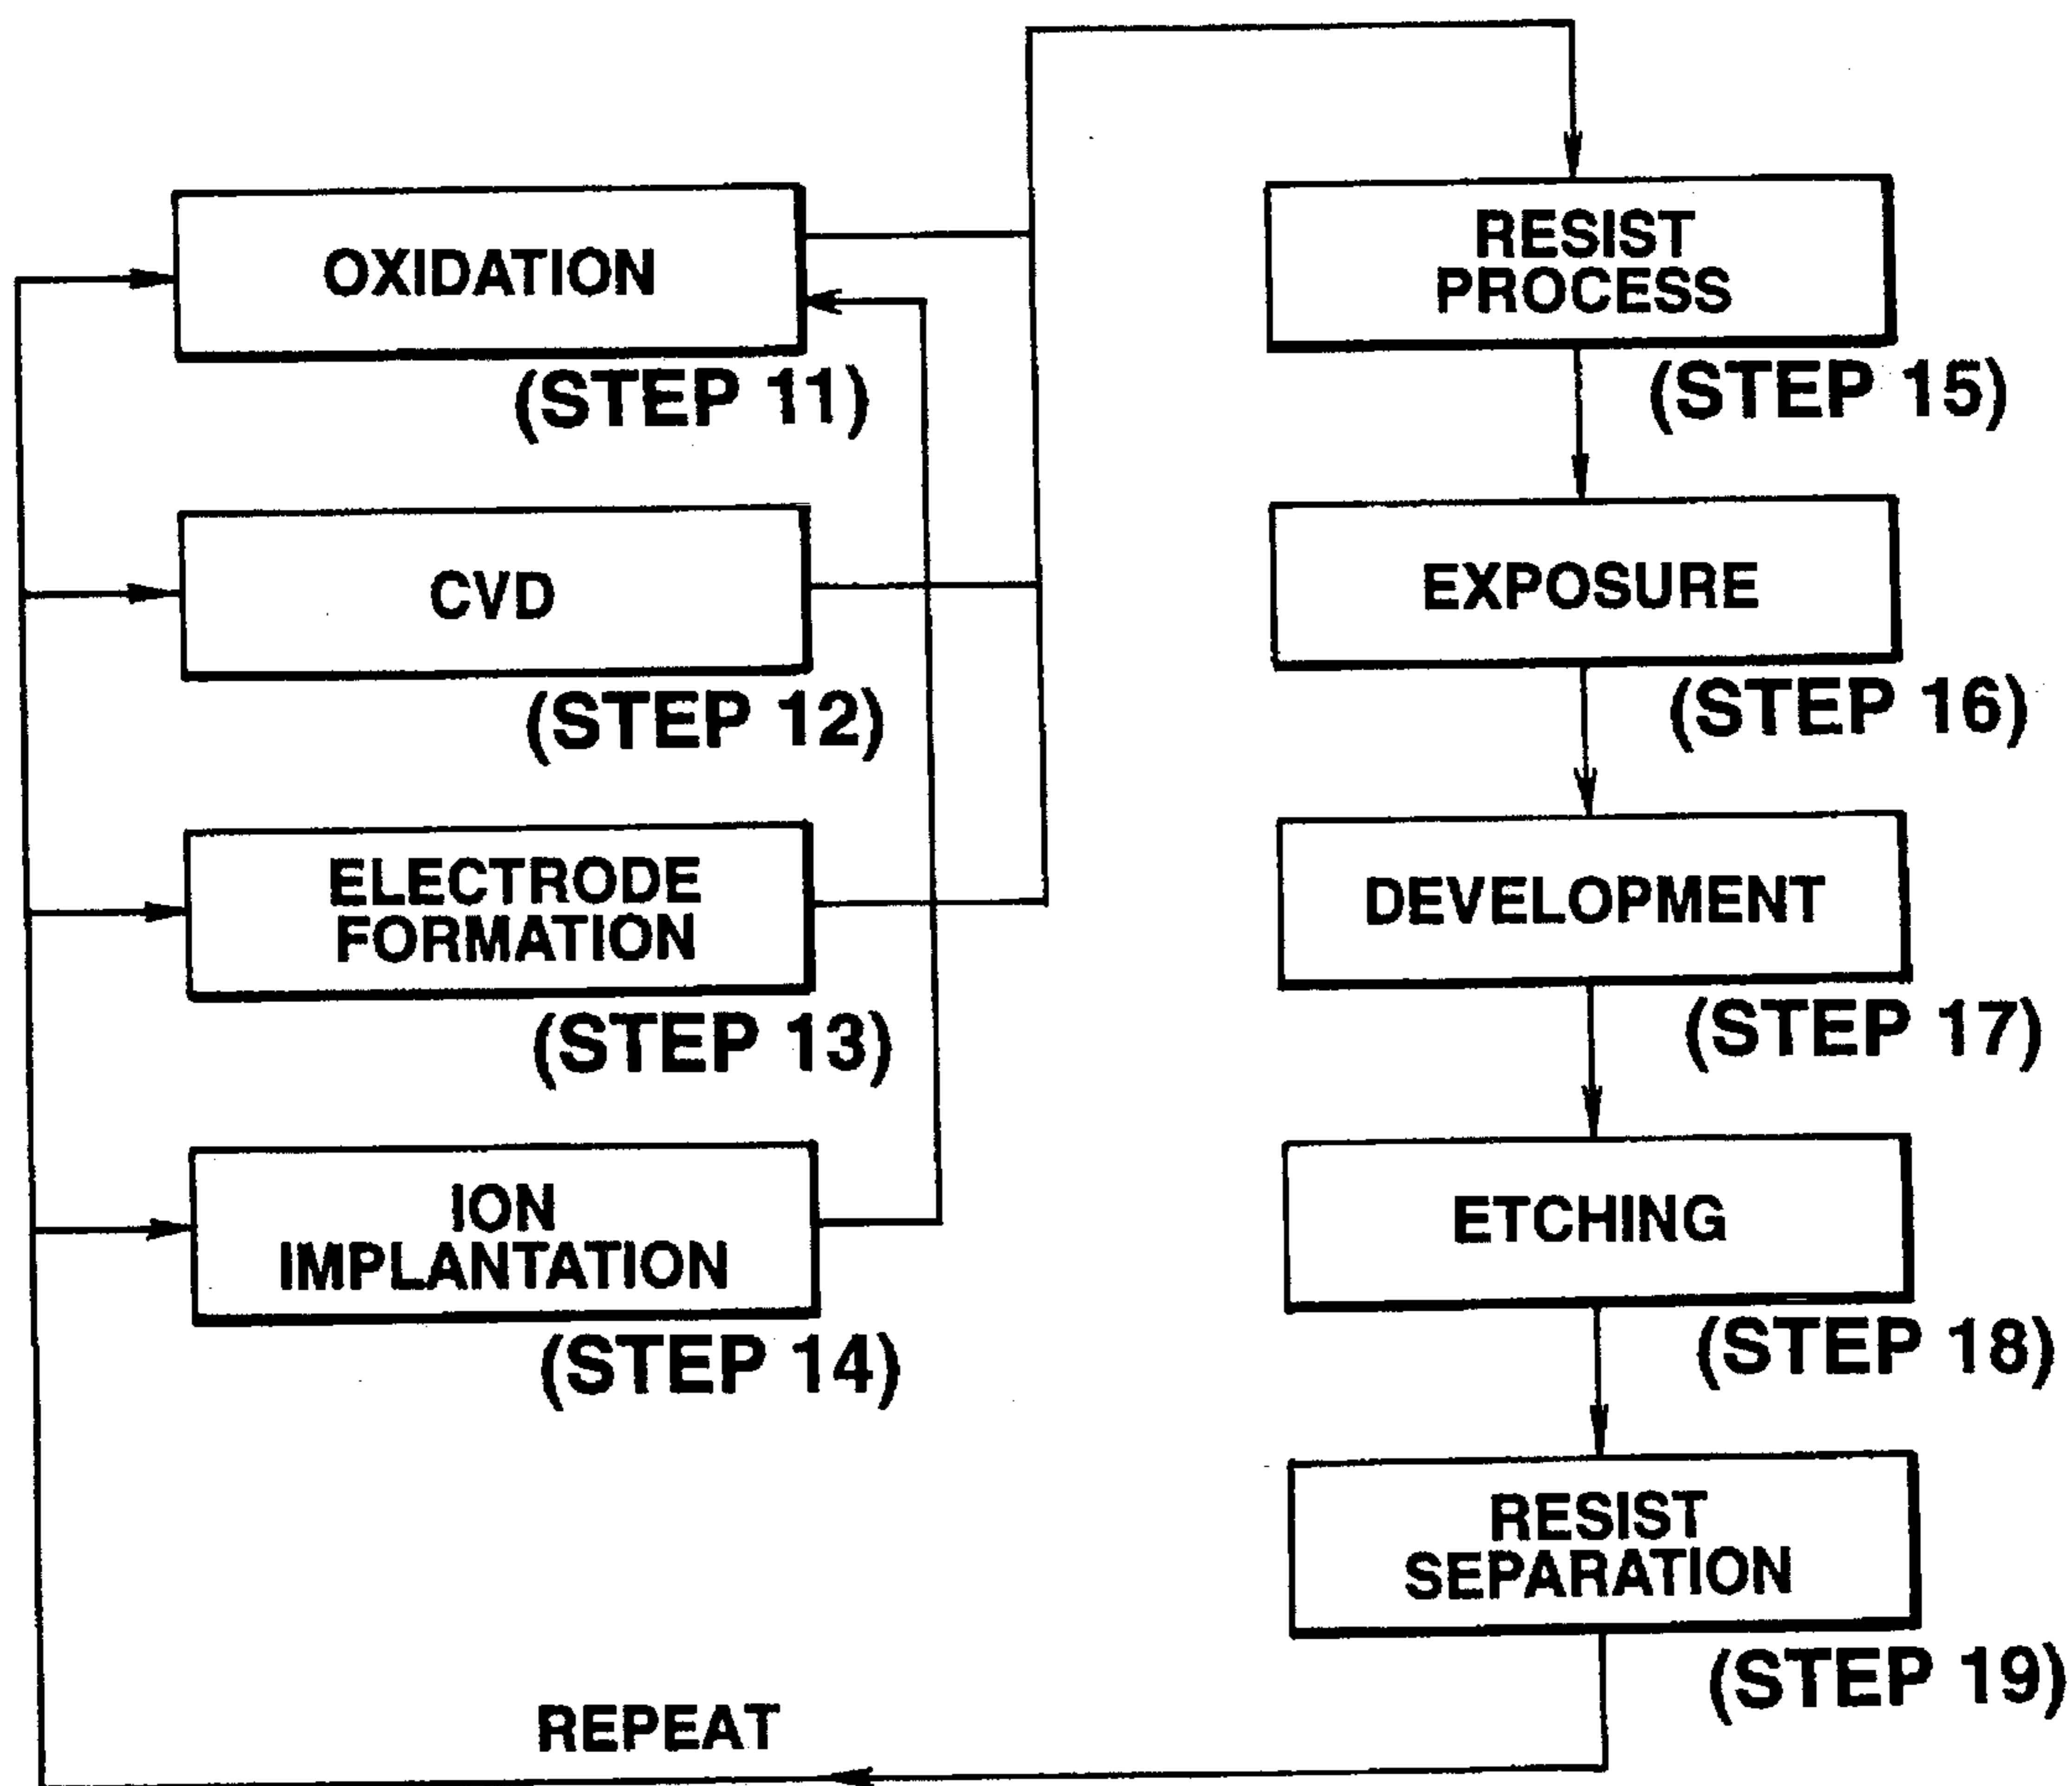 OXIDATION
(STEP 11)
CVD
(STEP 12)
ELECTRODE
FORMATION
(STEP 13)
ION
IMPLANTATION
(STEP 14)
RESIST
PROCESS
(STEP 15)
EXPOSURE
(STEP 16)
DEVELOPMENT
(STEP 17)
ETCHING
(STEP 18)
RESIST
SEPARATION
(STEP 19)
REPEAT